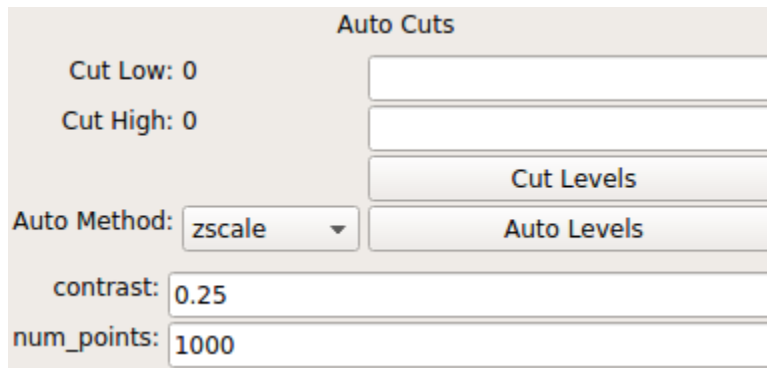 Auto Cuts
Cut Low: 0
Cut High: 0
Cut Levels
Auto Method: zscale Auto Levels
contrast: 0.25
num_points: 1000